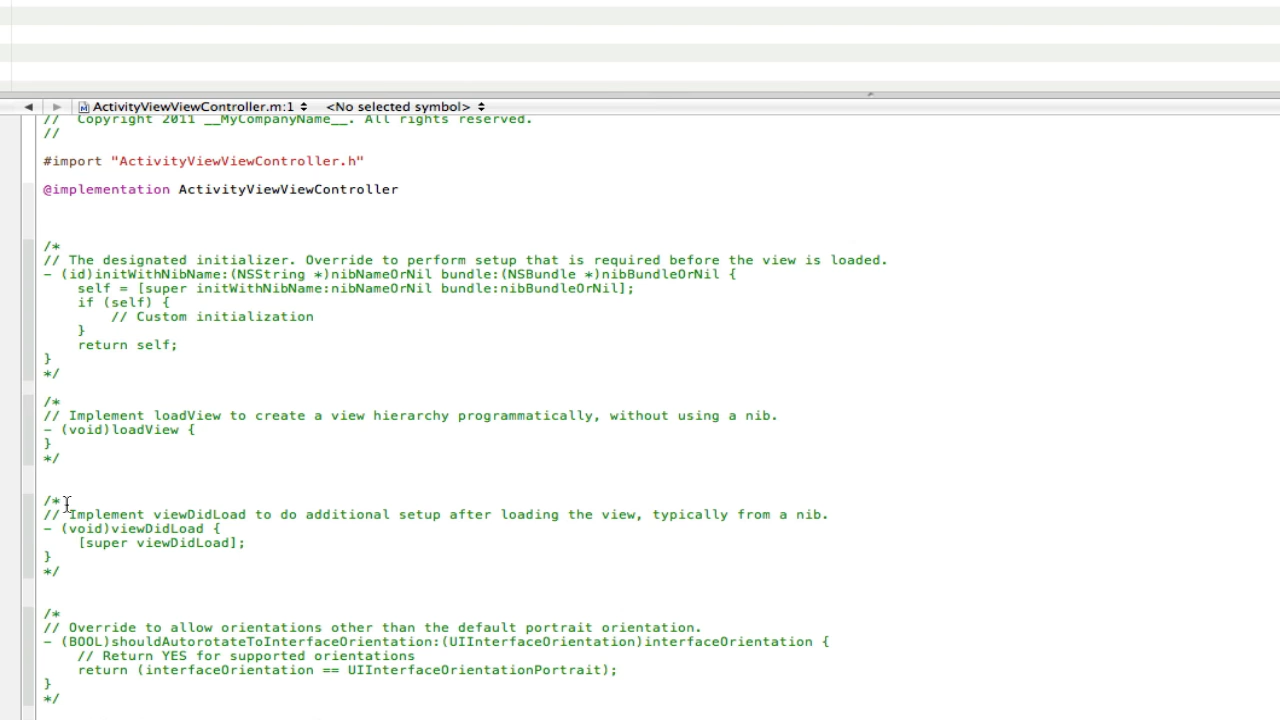 ActivityViewViewController.m:1 <No selected symbol>
// Copyright 2011 __MyCompanyName__. All rights reserved.
//
#import "ActivityViewViewController.h"
@implementation ActivityViewViewController
/*
// The designated initializer. Override to perform setup that is required before the view is loaded.
- (id)initWithNibName:(NSString *)nibNameOrNil bundle:(NSBundle *)nibBundleOrNil {
self = [super initWithNibName:nibNameOrNil bundle:nibBundleOrNil];
if (self) {
// Custom initialization
}
return self;
}
*/
/*
// Implement loadView to create a view hierarchy programmatically, without using a nib.
- (void)loadView {
}
*/
/*
// Implement viewDidLoad to do additional setup after loading the view, typically from a nib.
- (void)viewDidLoad {
[super viewDidLoad];
}
*/
/*
// Override to allow orientations other than the default portrait orientation.
- (BOOL)shouldAutorotateToInterfaceOrientation:(UIInterfaceOrientation)interfaceOrientation {
// Return YES for supported orientations
return (interfaceOrientation == UIInterfaceOrientationPortrait);
}
*/